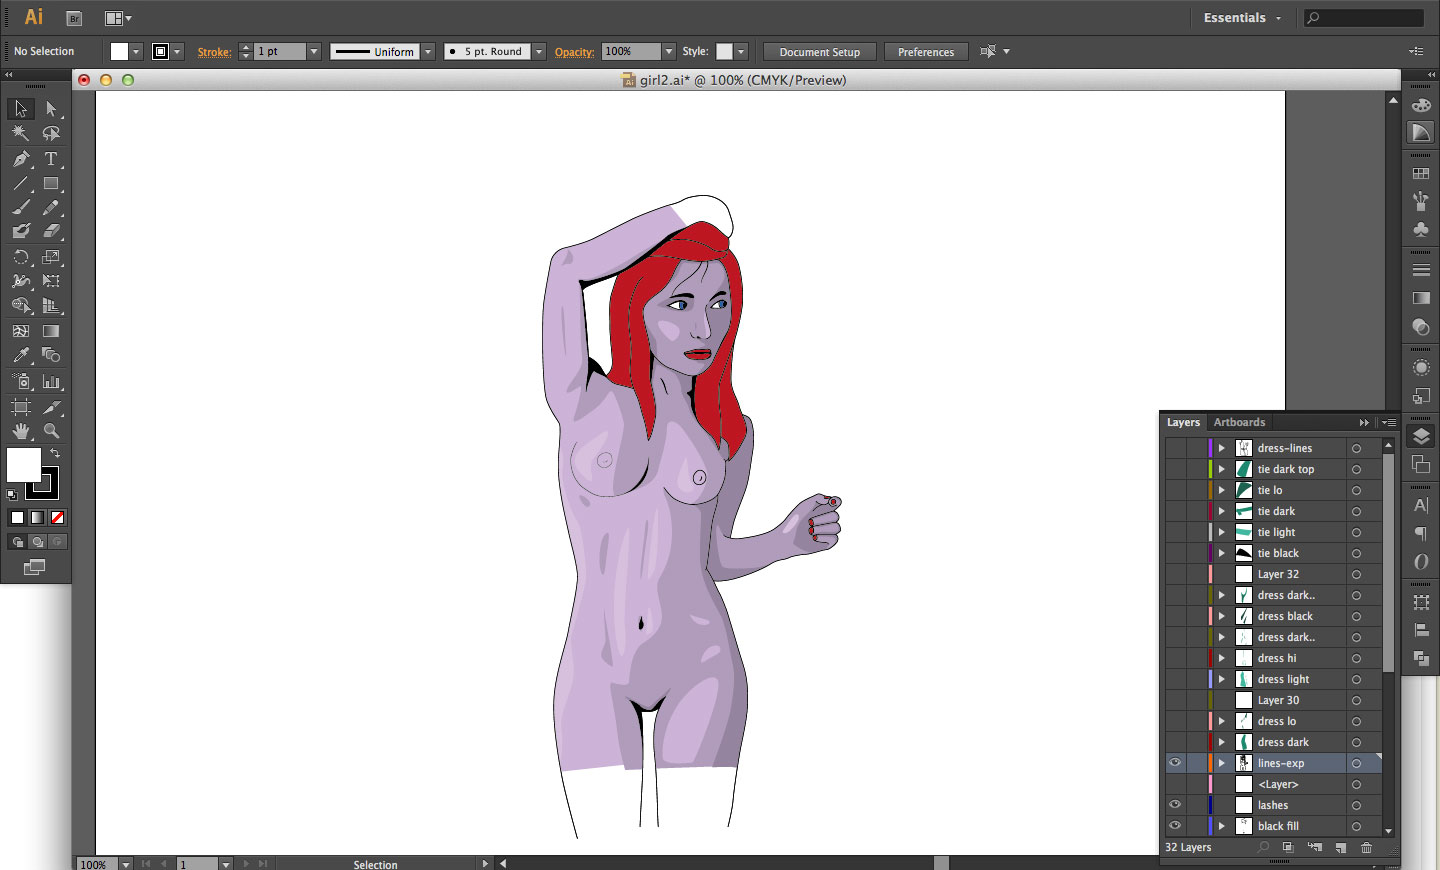 Ai Br Essentials
No Selection Stroke: 1 pt Uniform 5 pt. Round Opacity: 100% Style: Document Setup Preferences
Ai girl2.ai* @ 100% (CMYK/Preview)
T
Layers Artboards
dress-lines
tie dark top
tie lo
tie dark
tie light
tie black
Layer 32
dress dark..
dress black
dress dark..
dress hi
dress light
Layer 30
dress lo
dress dark
lines-exp
<Layer>
lashes
black fill
32 Layers
A
O
100% 1 Selection